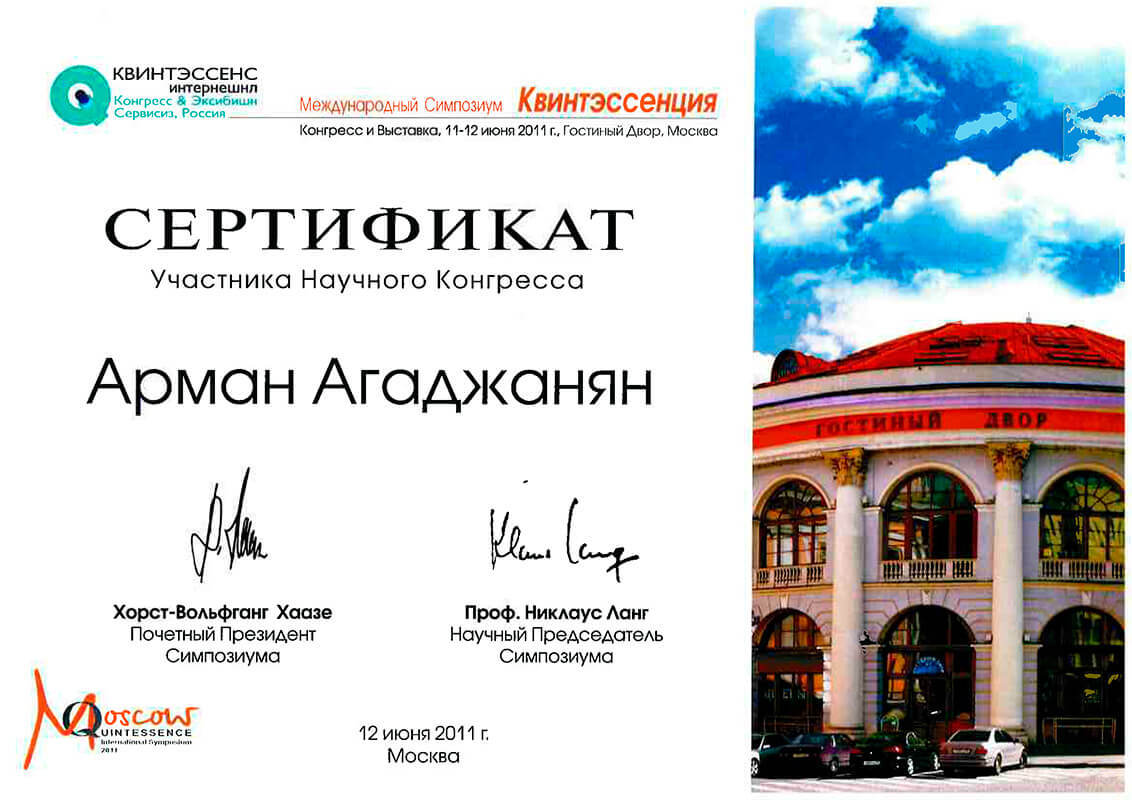 КВИНТЭССЕНС
интернешнл
Конгресс & Эксибишн
Сервисиз, Россия
Международный Симпозиум Квинтэссенция
Конгресс и Выставка, 11-12 июня 2011 г., Гостиный Двор, Москва
СЕРТИФИКАТ
Участника Научного Конгресса
Арман Агаджанян
ГОСТИНЫЙ ДВОР
Klaus Lang
Хорст-Вольфганг Хаазе
Почетный Президент
Симпозиума
Проф. Никлаус Ланг
Научный Председатель
Симпозиума
Moscow
QUINTESSENCE
International Symposium
2011
12 июня 2011 г.
Москва